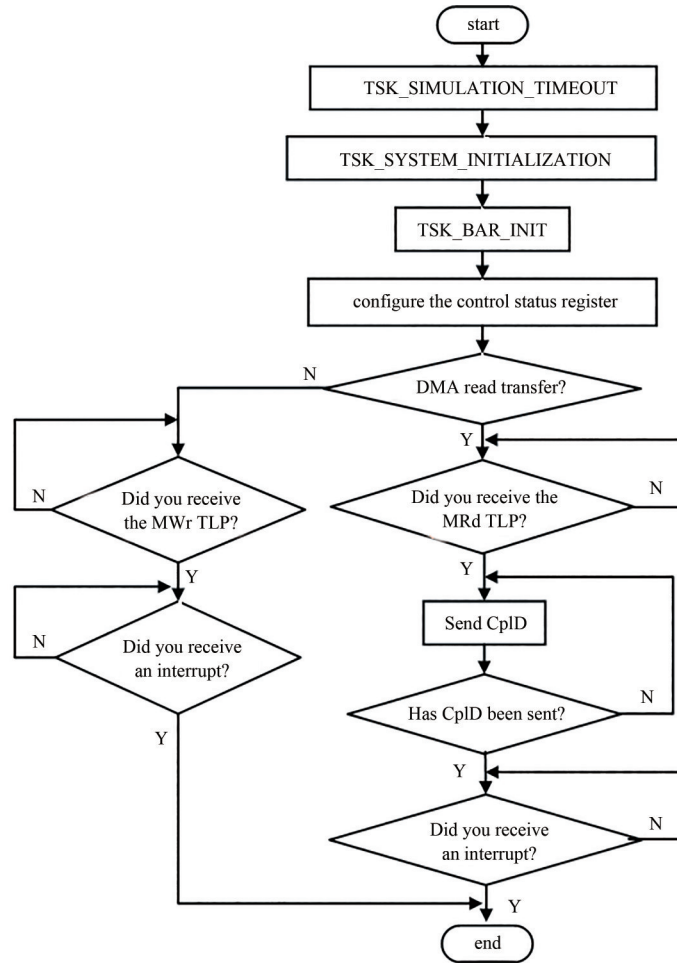 start
TSK_SIMULATION_TIMEOUT
TSK_SYSTEM_INITIALIZATION
TSK_BAR_INIT
configure the control status register
N
DMA read transfer?
Y
N
Did you receive
the MWr TLP?
Did you receive the
MRd TLP?
N
Y
Y
N
Did you receive
an interrupt?
Send CplD
Has CplD been sent?
N
Y
Y
Did you receive
an interrupt?
N
Y
end